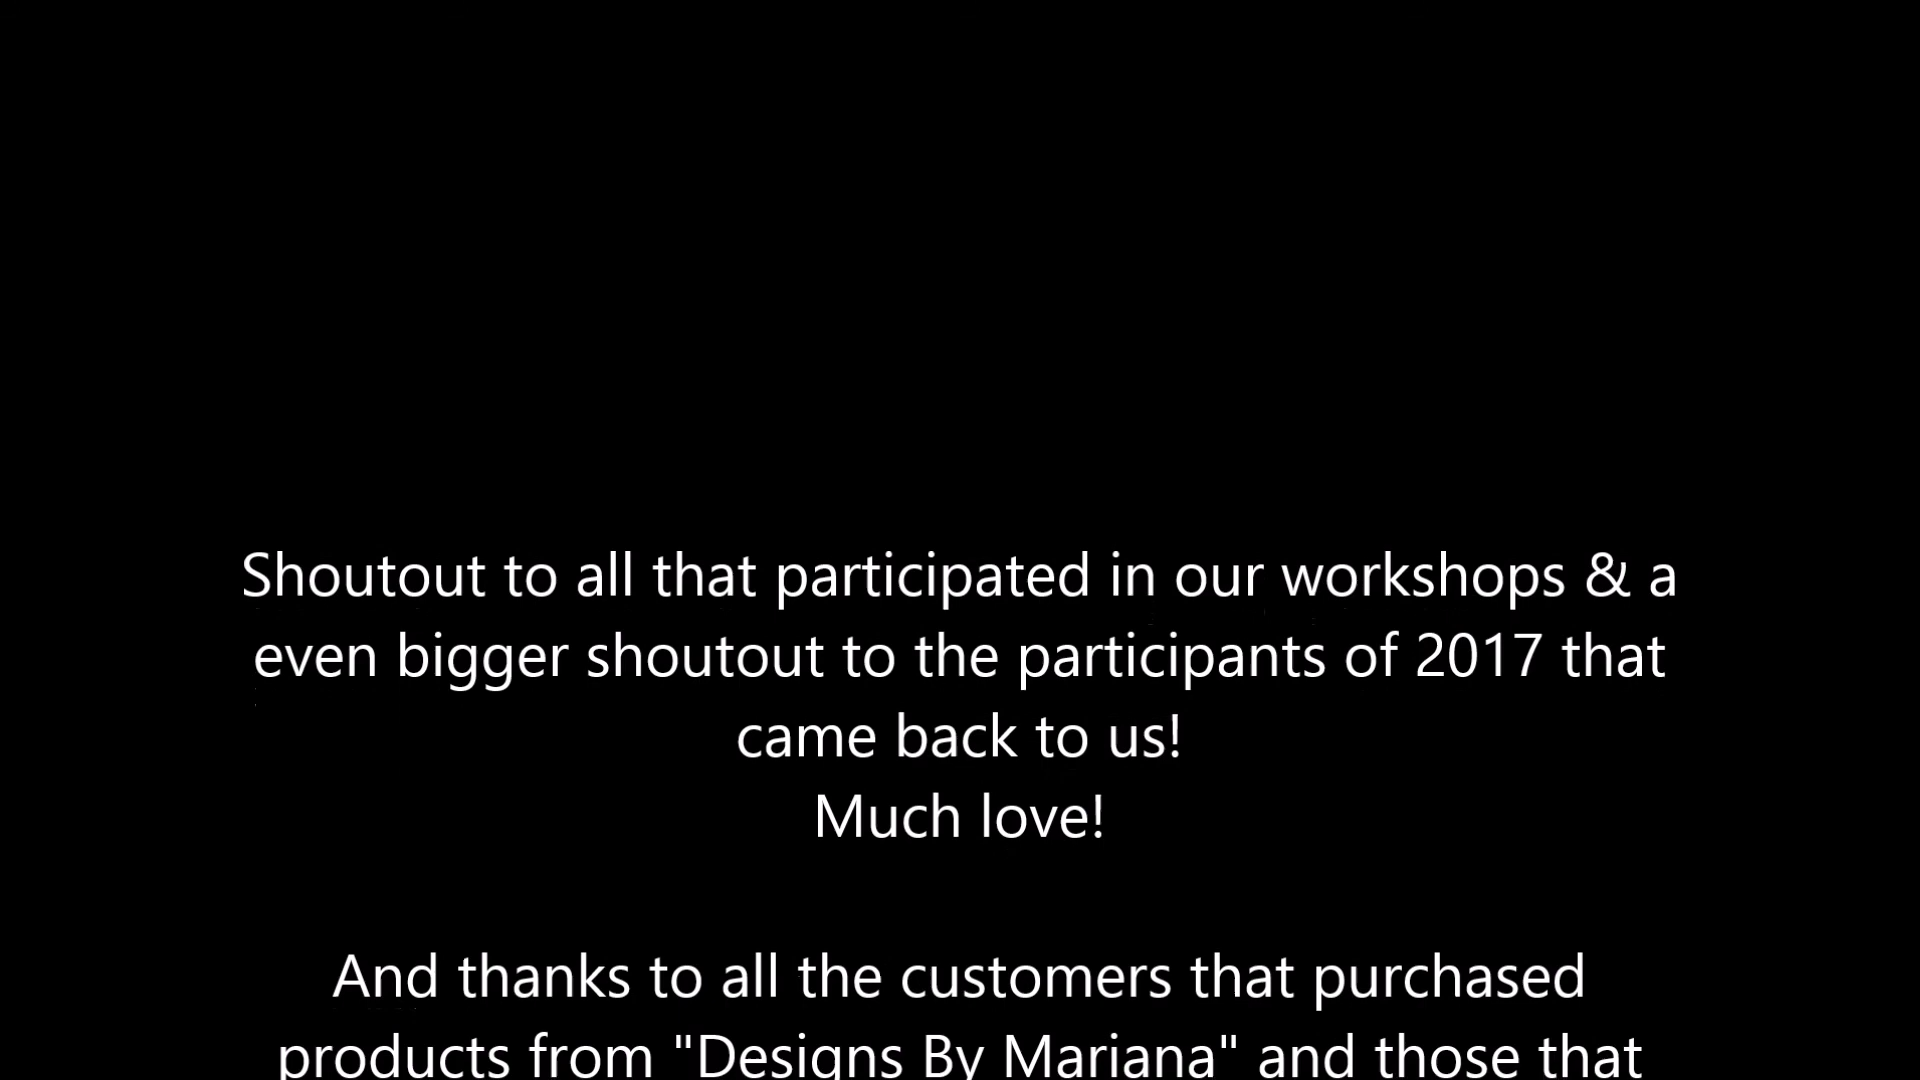 Shoutout to all that participated in our workshops & a
even bigger shoutout to the participants of 2017 that
came back to us!
Much love!
And thanks to all the customers that purchased
products from "Designs By Mariana" and those that